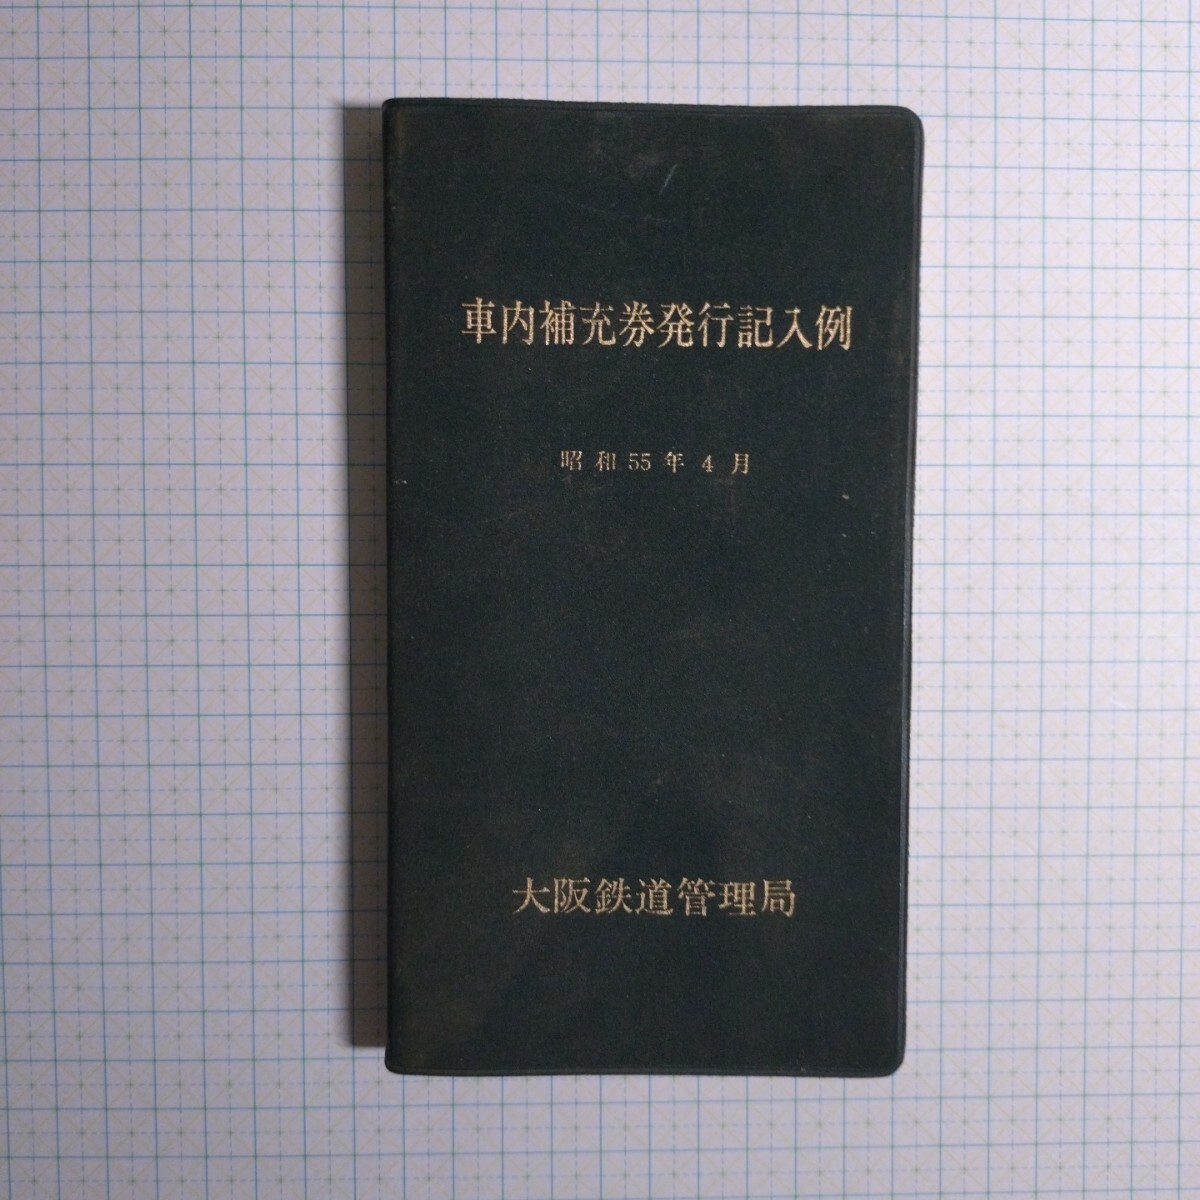 車内補充券発行記入例
昭和55年4月
大阪鉄道管理局